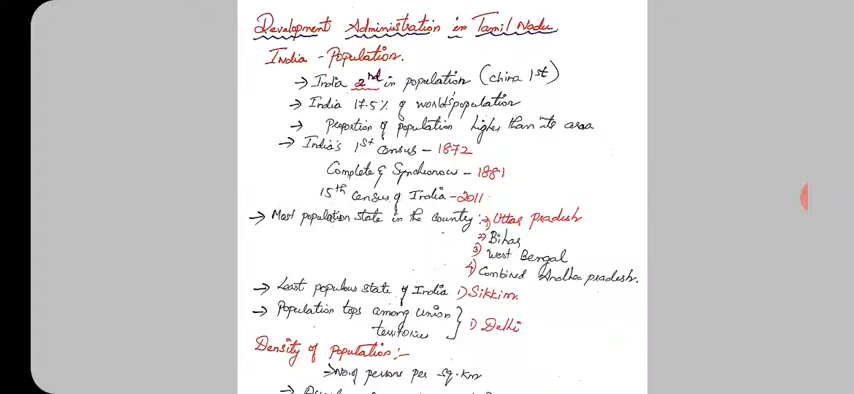 Development Administration in Tamil Nadu
India - Population.
→ India 2nd in population (china 1st)
→ India 17.5% of world's population
→ Proportion of population higher than its area
→ India's 1st census - 1872
Complete & Synchronous - 1881
15th Census of India - 2011
→ Most population state in the country :- 1) Uttar Pradesh
2) Bihar
3) West Bengal
4) Combined Andhra pradesh.
→ Least populous state of India 1) Sikkim.
→ Population tops among union
territories } 1) Delhi
Density of population:-
→ No. of persons per sq. km